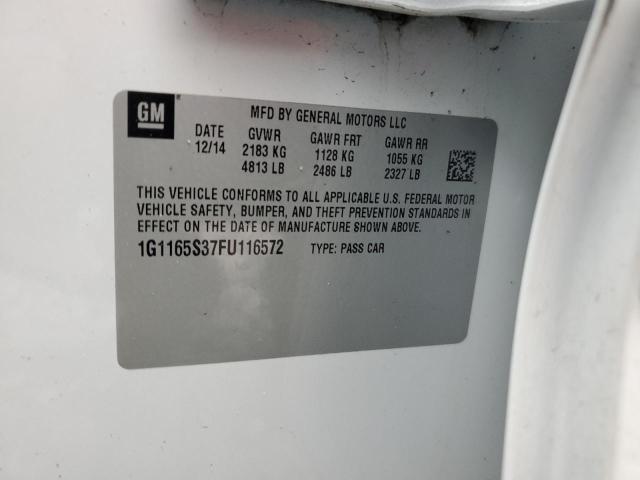 GM
MFD BY GENERAL MOTORS LLC
DATE GVWR GAWR FRT GAWR RR
12/14 2183 KG 1128 KG 1055 KG
4813 LB 2486 LB 2327 LB
THIS VEHICLE CONFORMS TO ALL APPLICABLE U.S. FEDERAL MOTOR
VEHICLE SAFETY, BUMPER, AND THEFT PREVENTION STANDARDS IN
EFFECT ON THE DATE OF MANUFACTURE SHOWN ABOVE.
1G1165S37FU116572 TYPE: PASS CAR